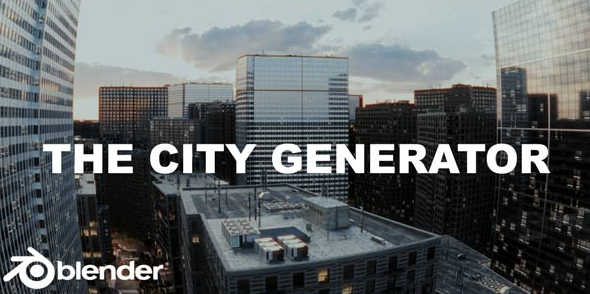 THE CITY GENERATOR
blender